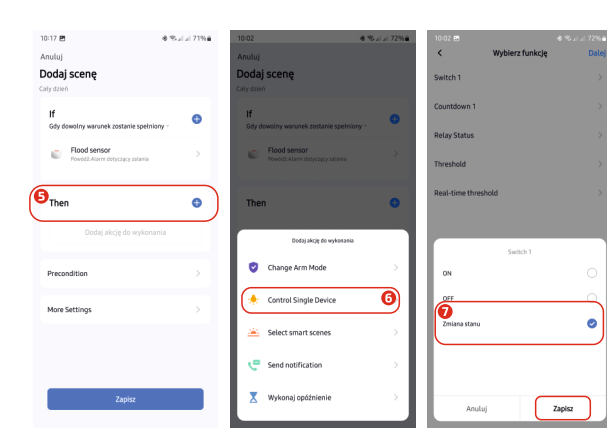 10:17
71%
Anuluj
Dodaj scenę
Cały dzień
If
Gdy dowolny warunek zostanie spełniony
Flood sensor
Powódź:Alarm dotyczący zalania
5
Then
Dodaj akcję do wykonania
Precondition
More Settings
Zapisz
10:02
72%
Anuluj
Dodaj scenę
Cały dzień
If
Gdy dowolny warunek zostanie spełniony
Flood sensor
Powódź:Alarm dotyczący zalania
Then
Dodaj akcję do wykonania
Change Arm Mode
Control Single Device
6
Select smart scenes
Send notification
Wykonaj opóźnienie
10:02
72%
Wybierz funkcję
Dalej
Switch 1
Countdown 1
Relay Status
Threshold
Real-time threshold
Switch 1
ON
OFF
7
Zmiana stanu
Anuluj
Zapisz